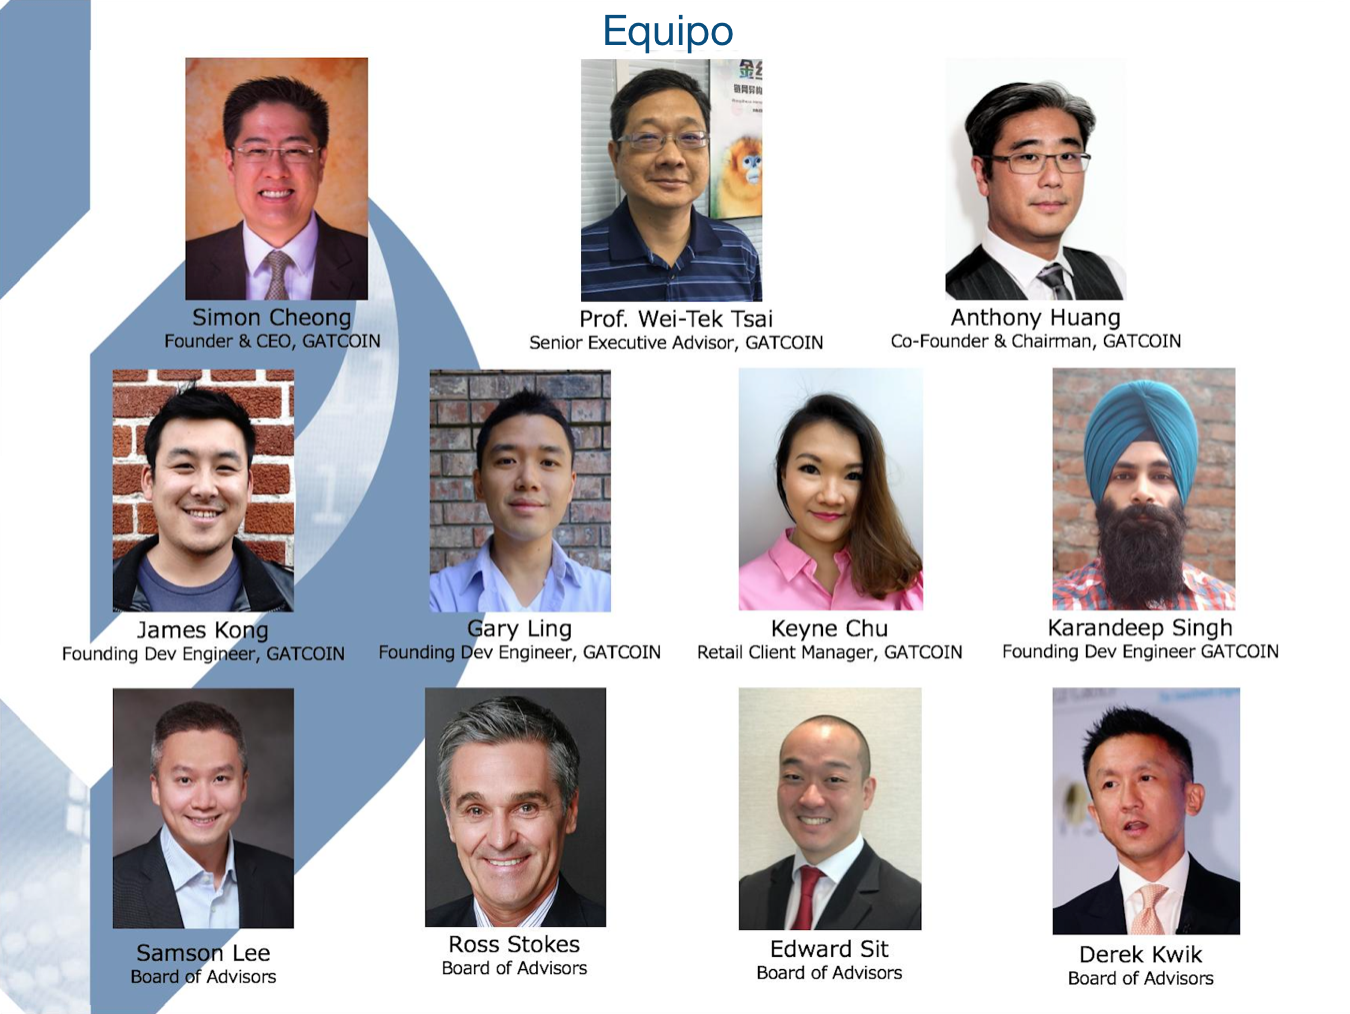 Equipo
Simon Cheong
Founder & CEO, GATCOIN
Prof. Wei-Tek Tsai
Senior Executive Advisor, GATCOIN
Anthony Huang
Co-Founder & Chairman, GATCOIN
James Kong
Founding Dev Engineer, GATCOIN
Gary Ling
Founding Dev Engineer, GATCOIN
Keyne Chu
Retail Client Manager, GATCOIN
Karandeep Singh
Founding Dev Engineer GATCOIN
Samson Lee
Board of Advisors
Ross Stokes
Board of Advisors
Edward Sit
Board of Advisors
Derek Kwik
Board of Advisors